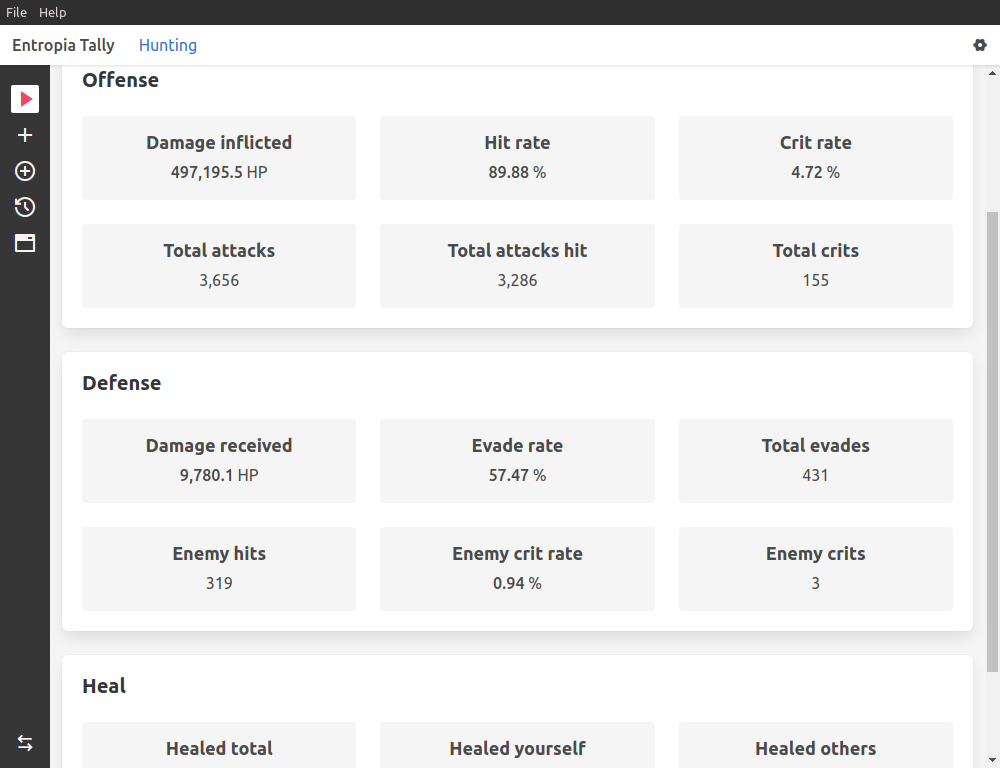 File Help
Entropia Tally Hunting
Offense
Damage inflicted Hit rate Crit rate
497,195.5 HP 89.88 % 4.72 %
Total attacks Total attacks hit Total crits
3,656 3,286 155
Defense
Damage received Evade rate Total evades
9,780.1 HP 57.47 % 431
Enemy hits Enemy crit rate Enemy crits
319 0.94 % 3
Heal
Healed total Healed yourself Healed others